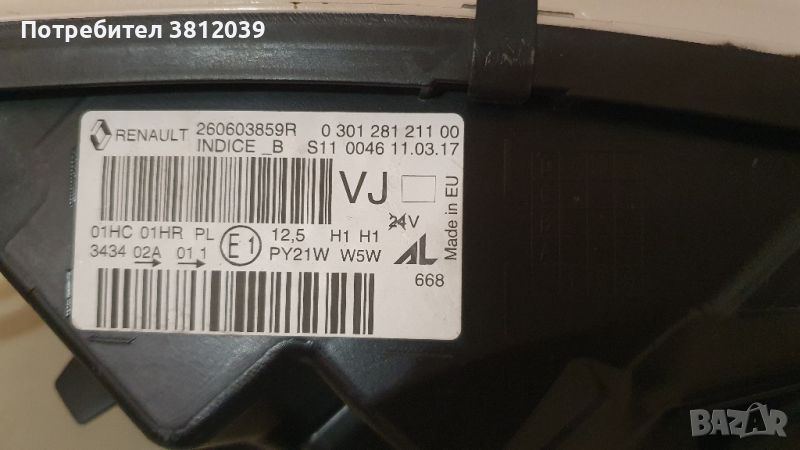 Потребител 3812039
RENAULT 260603859R 0 301 281 211 00
INDICE _B S11 0046 11.03.17
VJ
Made in EU
01HC 01HR PL E1 12,5 H1 H1 24V
3434 02A 01 1 PY21W W5W AL
668
BAZAR